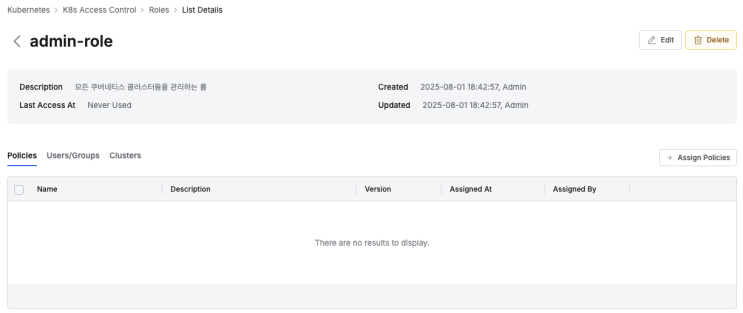 Kubernetes > K8s Access Control > Roles > List Details
admin-role
Edit
Delete
Description 모든 쿠버네티스 클러스터들을 관리하는 롤
Created 2025-08-01 18:42:57, Admin
Last Access At Never Used
Updated 2025-08-01 18:42:57, Admin
Policies Users/Groups Clusters
+ Assign Policies
Name Description Version Assigned At Assigned By
There are no results to display.